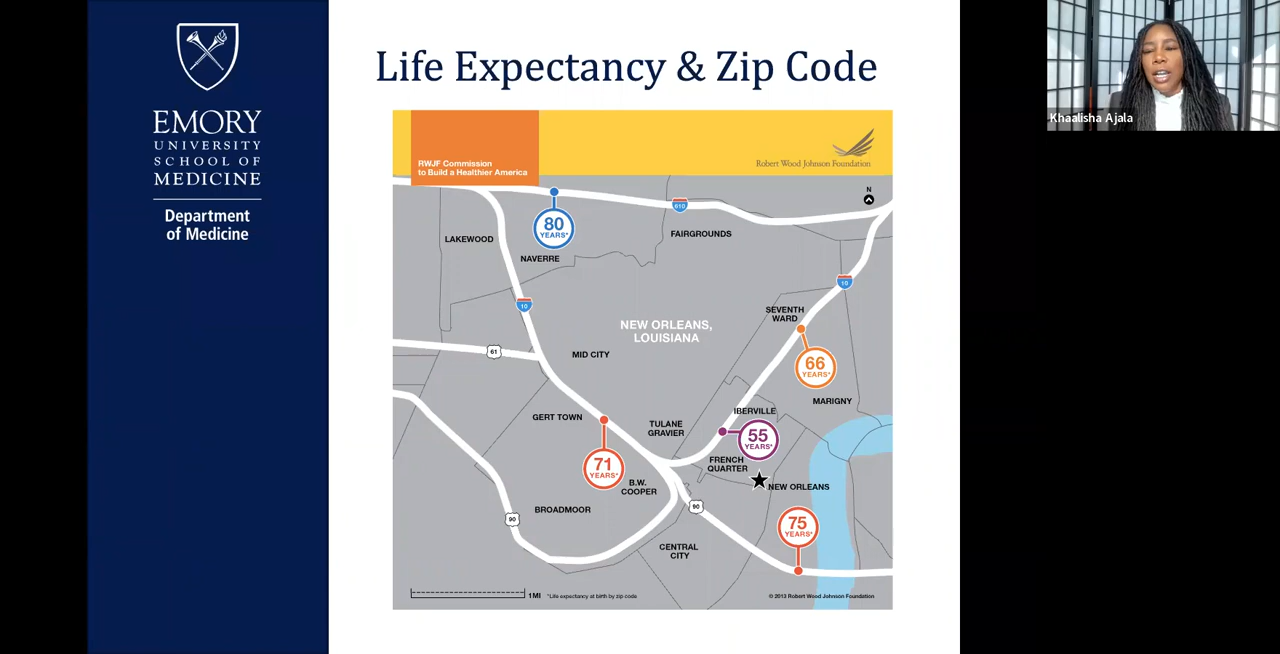 EMORY
UNIVERSITY
SCHOOL OF
MEDICINE
Department
of Medicine
Life Expectancy & Zip Code
RWJF Commission
to Build a Healthier America
Robert Wood Johnson Foundation
N
610
80
YEARS*
LAKEWOOD
FAIRGROUNDS
NAVERRE
10
10
SEVENTH
WARD
NEW ORLEANS,
LOUISIANA
61
MID CITY
66
YEARS*
MARIGNY
IBERVILLE
GERT TOWN
TULANE
GRAVIER
55
YEARS*
FRENCH
QUARTER
71
YEARS*
B.W.
COOPER
NEW ORLEANS
90
BROADMOOR
90
75
YEARS*
CENTRAL
CITY
1MI
*Life expectancy at birth by zip code
© 2013 Robert Wood Johnson Foundation
Khaalisha Ajala